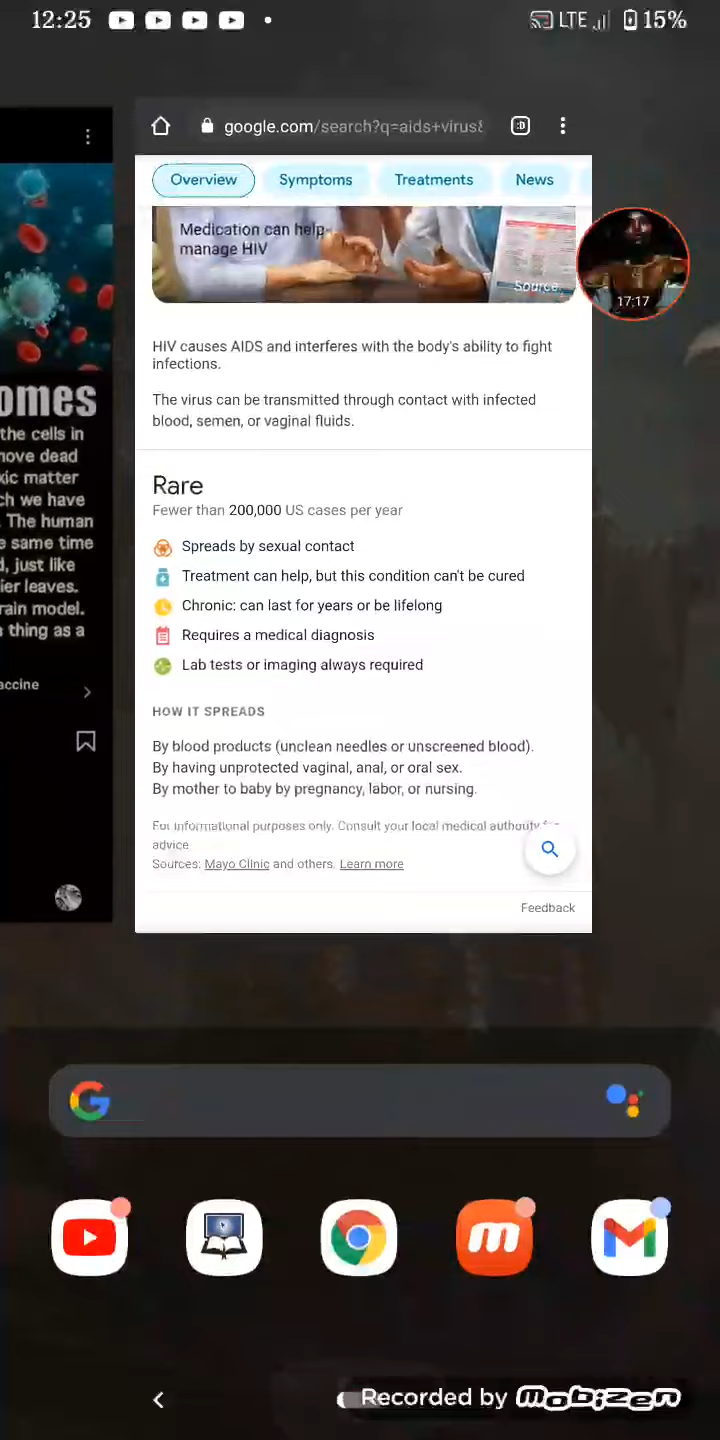 12:25
LTE 15%
google.com/search?q=aids+virus
:D
Overview Symptoms Treatments News
Medication can help
manage HIV
Source
17:17
HIV causes AIDS and interferes with the body's ability to fight
infections.
The virus can be transmitted through contact with infected
blood, semen, or vaginal fluids.
Rare
Fewer than 200,000 US cases per year
Spreads by sexual contact
Treatment can help, but this condition can't be cured
Chronic: can last for years or be lifelong
Requires a medical diagnosis
Lab tests or imaging always required
HOW IT SPREADS
By blood products (unclean needles or unscreened blood).
By having unprotected vaginal, anal, or oral sex.
By mother to baby by pregnancy, labor, or nursing.
For informational purposes only. Consult your local medical authority for
advice
Sources: Mayo Clinic and others. Learn more
Feedback
omes
the cells in
move dead
xic matter
ch we have
The human
same time
d, just like
ier leaves.
rain model.
thing as a
accine
Recorded by mobizen